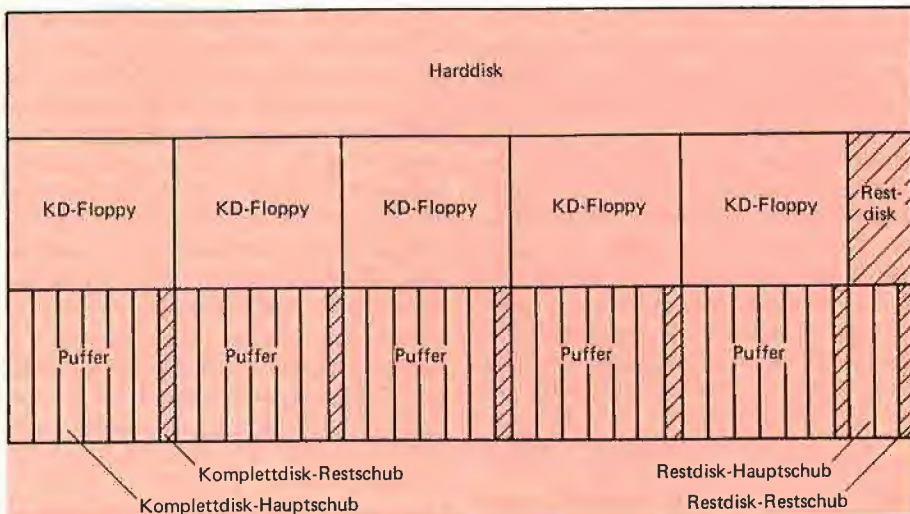 Harddisk
KD-Floppy KD-Floppy KD-Floppy KD-Floppy KD-Floppy Rest-
disk
Puffer Puffer Puffer Puffer Puffer
Komplettdisk-Restschub Restdisk-Hauptschub
Komplettdisk-Hauptschub Restdisk-Restschub